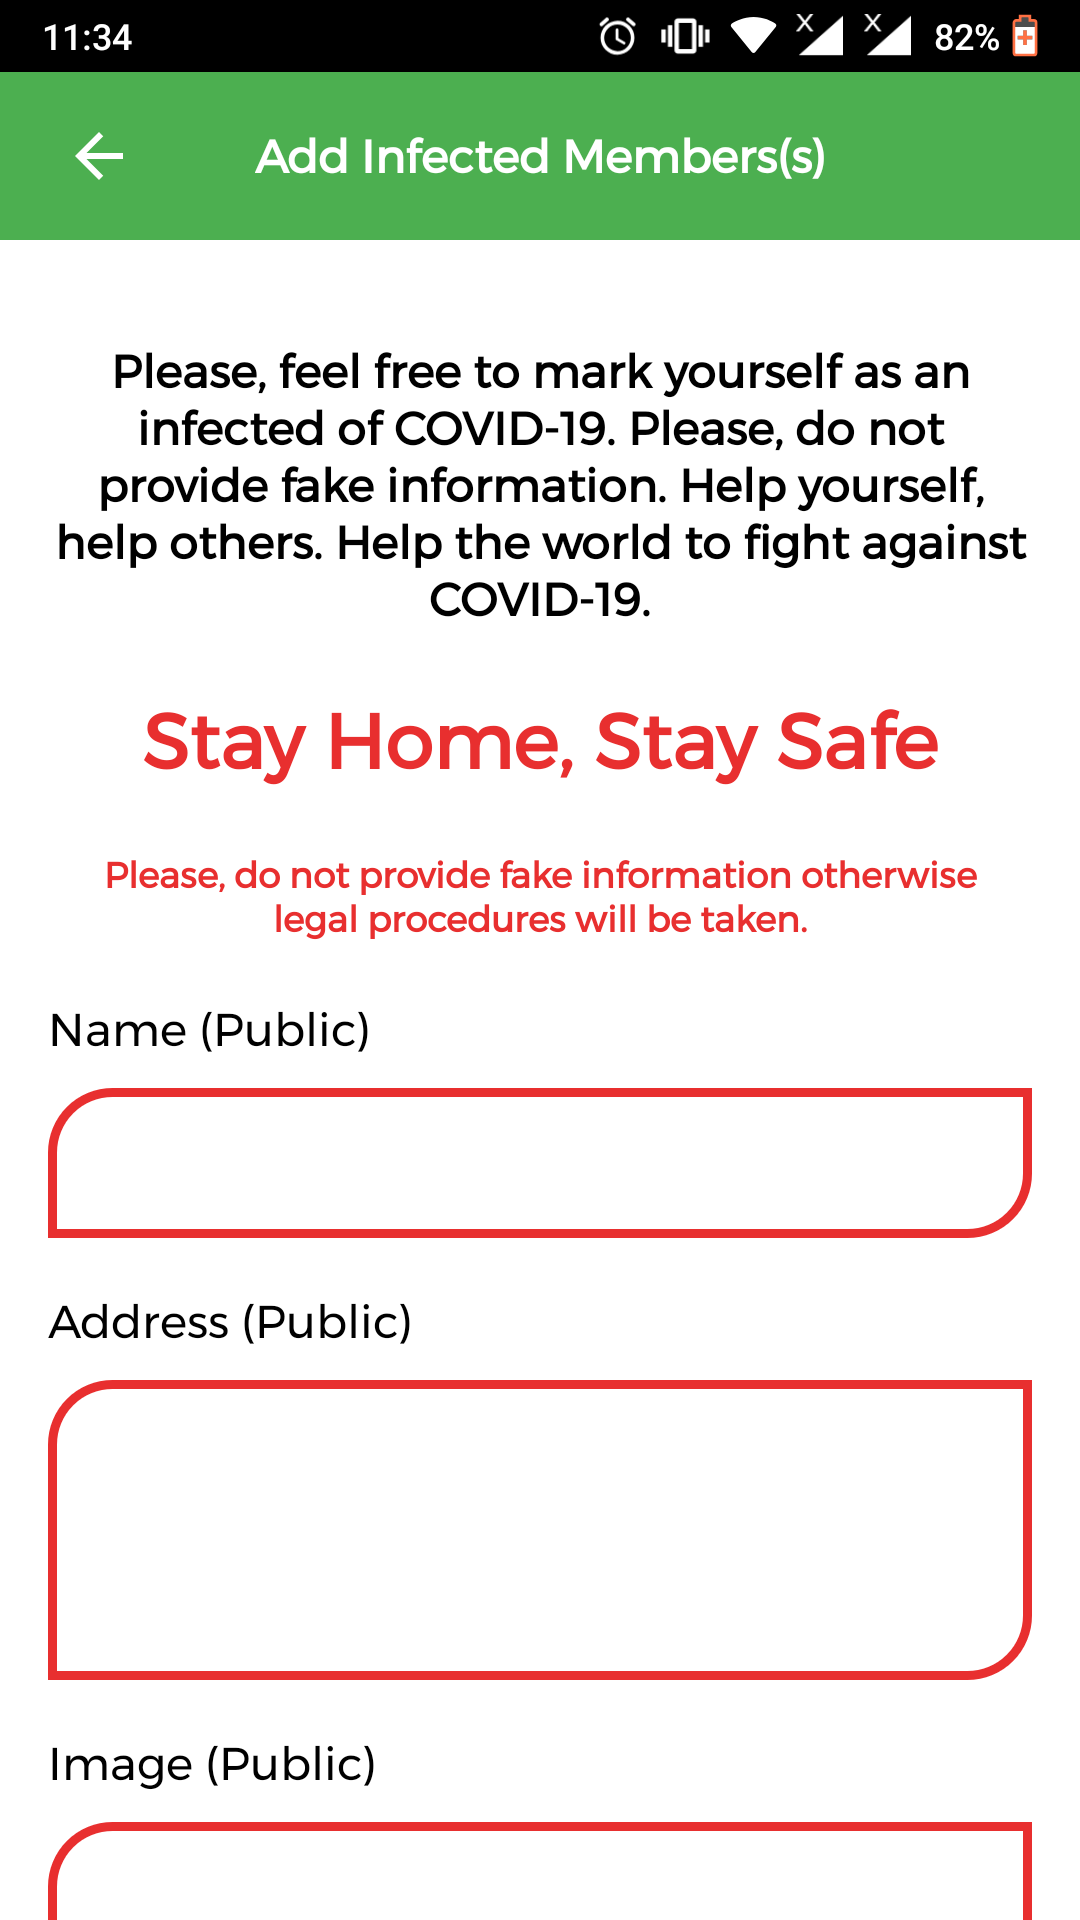 11:34
82%
Add Infected Members(s)
Please, feel free to mark yourself as an
infected of COVID-19. Please, do not
provide fake information. Help yourself,
help others. Help the world to fight against
COVID-19.
Stay Home, Stay Safe
Please, do not provide fake information otherwise
legal procedures will be taken.
Name (Public)
Address (Public)
Image (Public)